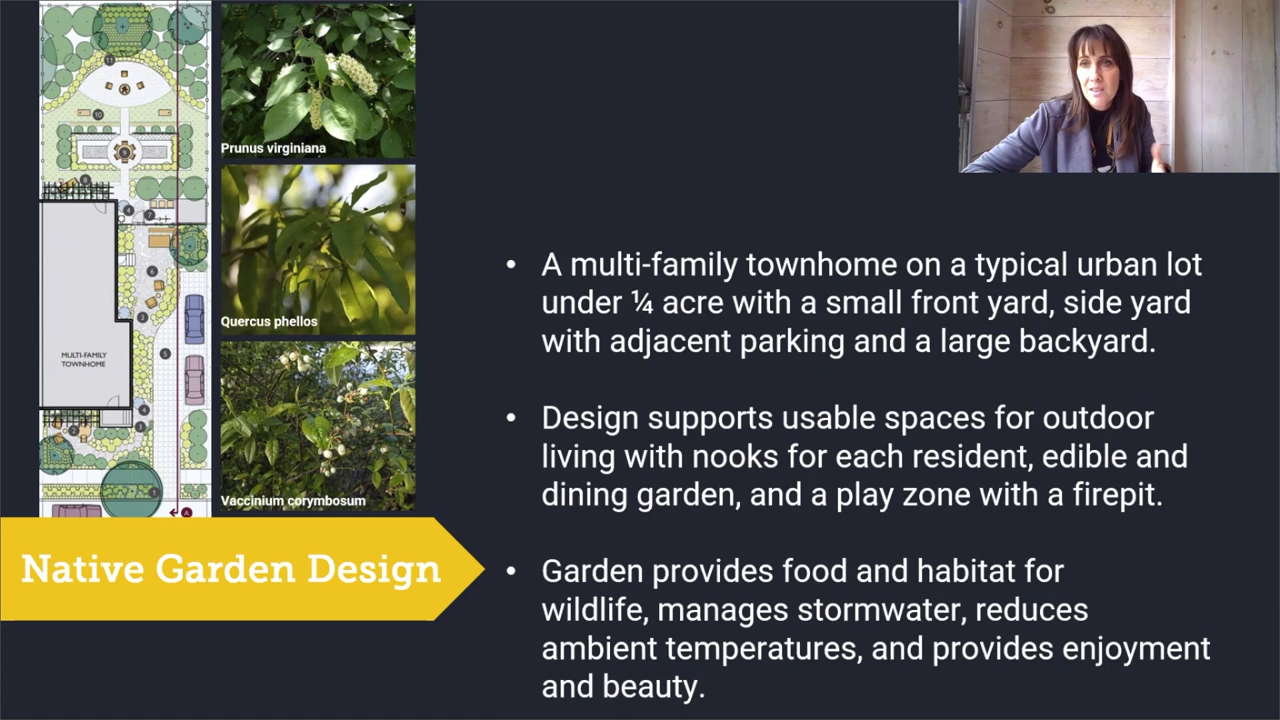 Prunus virginiana
Quercus phellos
Vaccinium corymbosum
MULTI-FAMILY
TOWNHOME
Native Garden Design
• A multi-family townhome on a typical urban lot
under ¼ acre with a small front yard, side yard
with adjacent parking and a large backyard.
• Design supports usable spaces for outdoor
living with nooks for each resident, edible and
dining garden, and a play zone with a firepit.
• Garden provides food and habitat for
wildlife, manages stormwater, reduces
ambient temperatures, and provides enjoyment
and beauty.